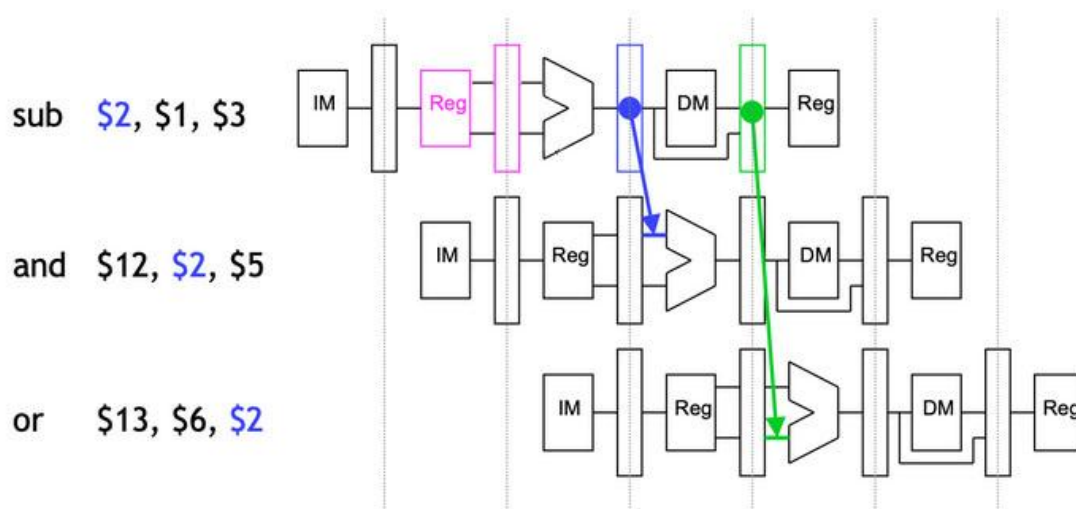 sub $2, $1, $3
IM Reg DM Reg
and $12, $2, $5
IM Reg DM Reg
or $13, $6, $2
IM Reg DM Reg